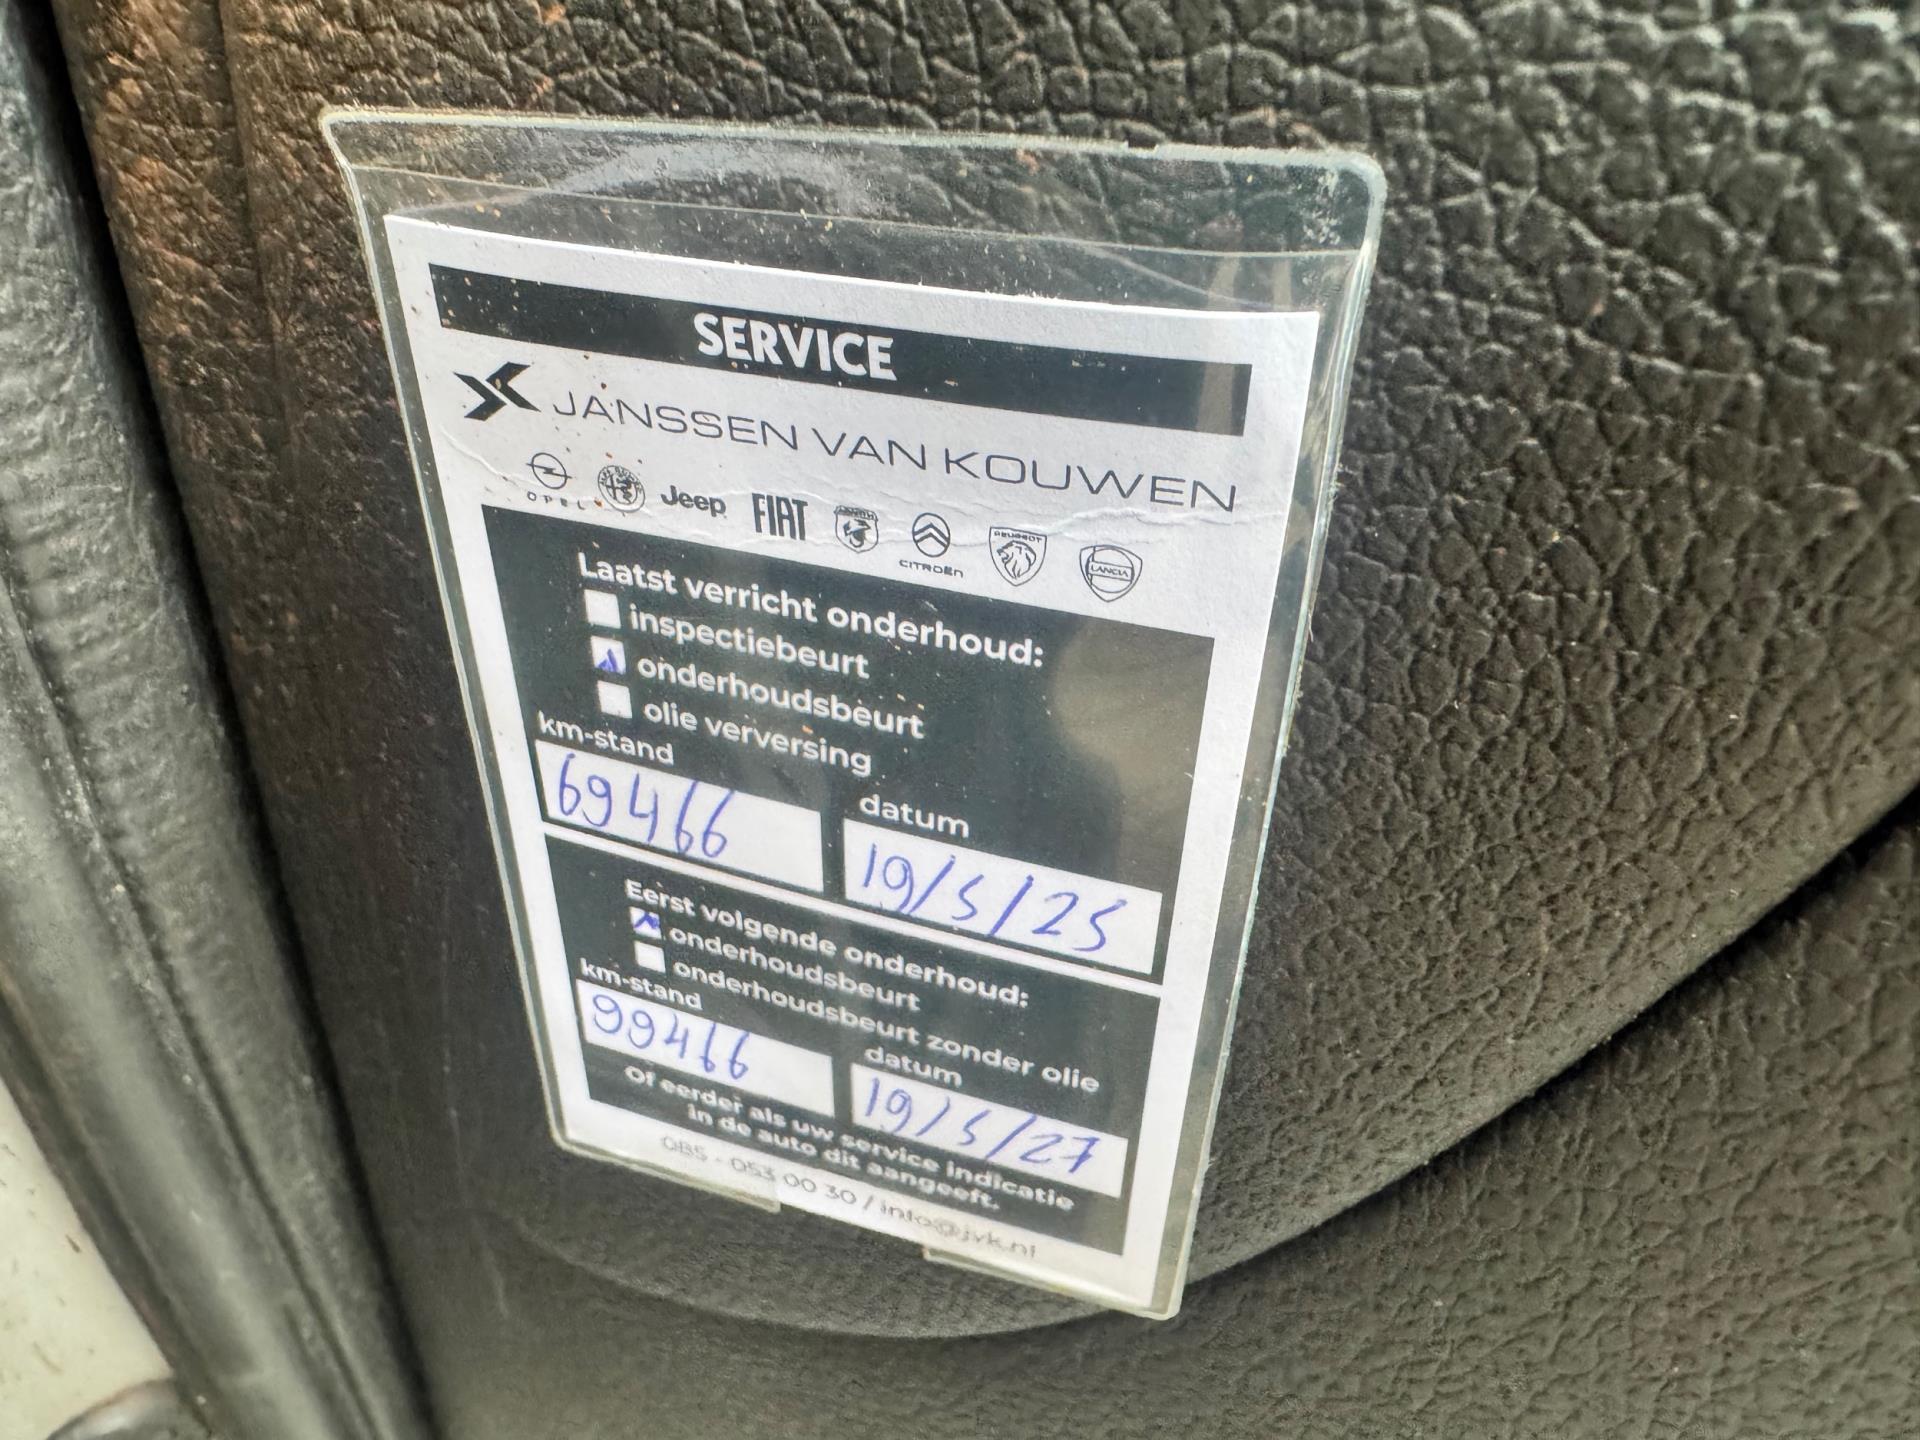 SERVICE
JANSSEN VAN KOUWEN
OPEL Jeep FIAT CITROËN PEUGEOT LANCIA
Laatst verricht onderhoud:
inspectiebeurt
onderhoudsbeurt
olie verversing
km-stand datum
69466 19/5/25
Eerst volgende onderhoud:
onderhoudsbeurt
onderhoudsbeurt zonder olie
km-stand datum
99466 19/5/27
Of eerder als uw service indicatie
in de auto dit aangeeft.
085 - 053 00 30 / info@jvk.nl